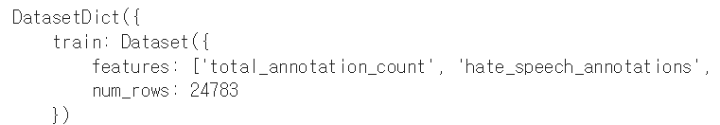 DatasetDict({
    train: Dataset({
        features: ['total_annotation_count', 'hate_speech_annotations',
        num_rows: 24783
    })